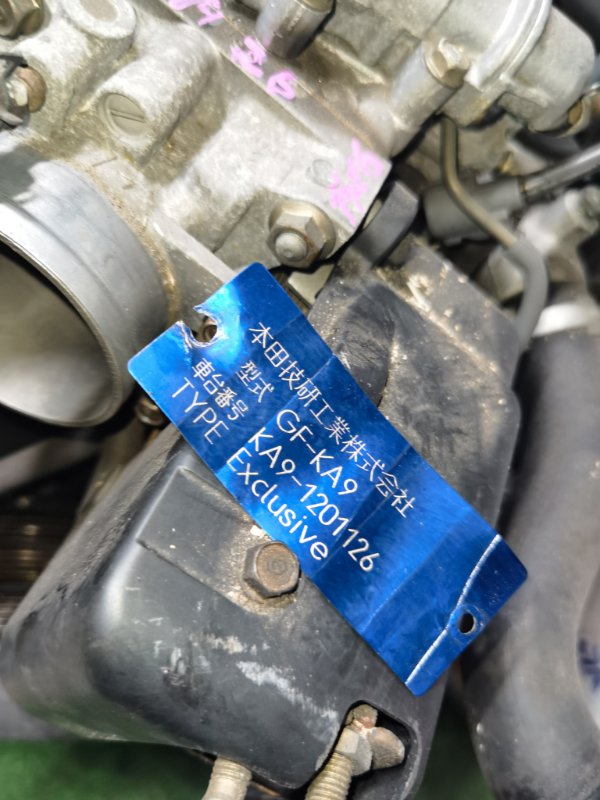 本田技研工業株式会社
型式 GF-KA9
車台番号 KA9-1201126
TYPE Exclusive